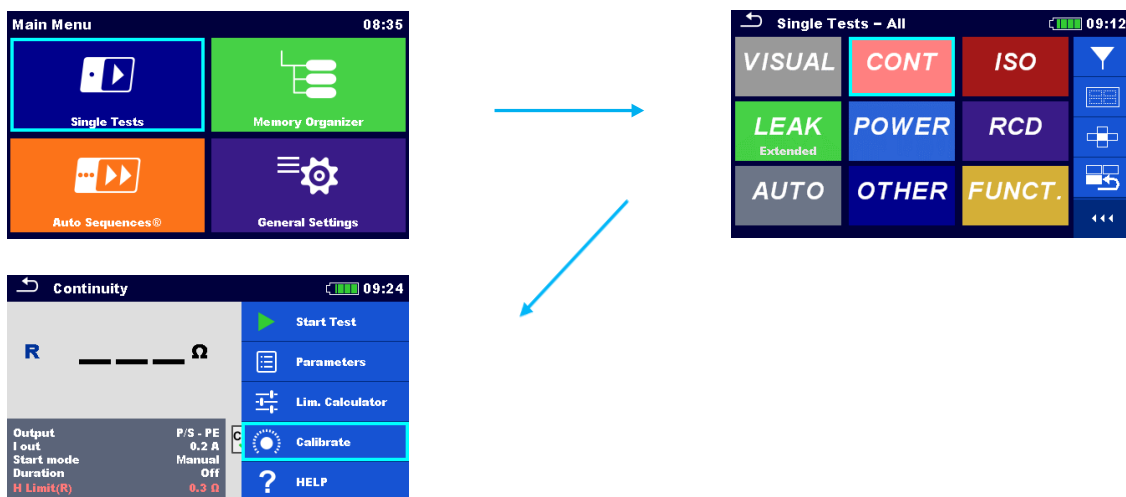 Main Menu 08:35
Single Tests
Memory Organizer
Auto Sequences®
General Settings
Single Tests – All 09:12
VISUAL CONT ISO
LEAK POWER RCD
Extended
AUTO OTHER FUNCT.
Continuity 09:24
R ___ Ω
Output P/S - PE
I out 0.2 A
Start mode Manual
Duration Off
H Limit(R) 0.3 Ω
C
Start Test
Parameters
Lim. Calculator
Calibrate
? HELP